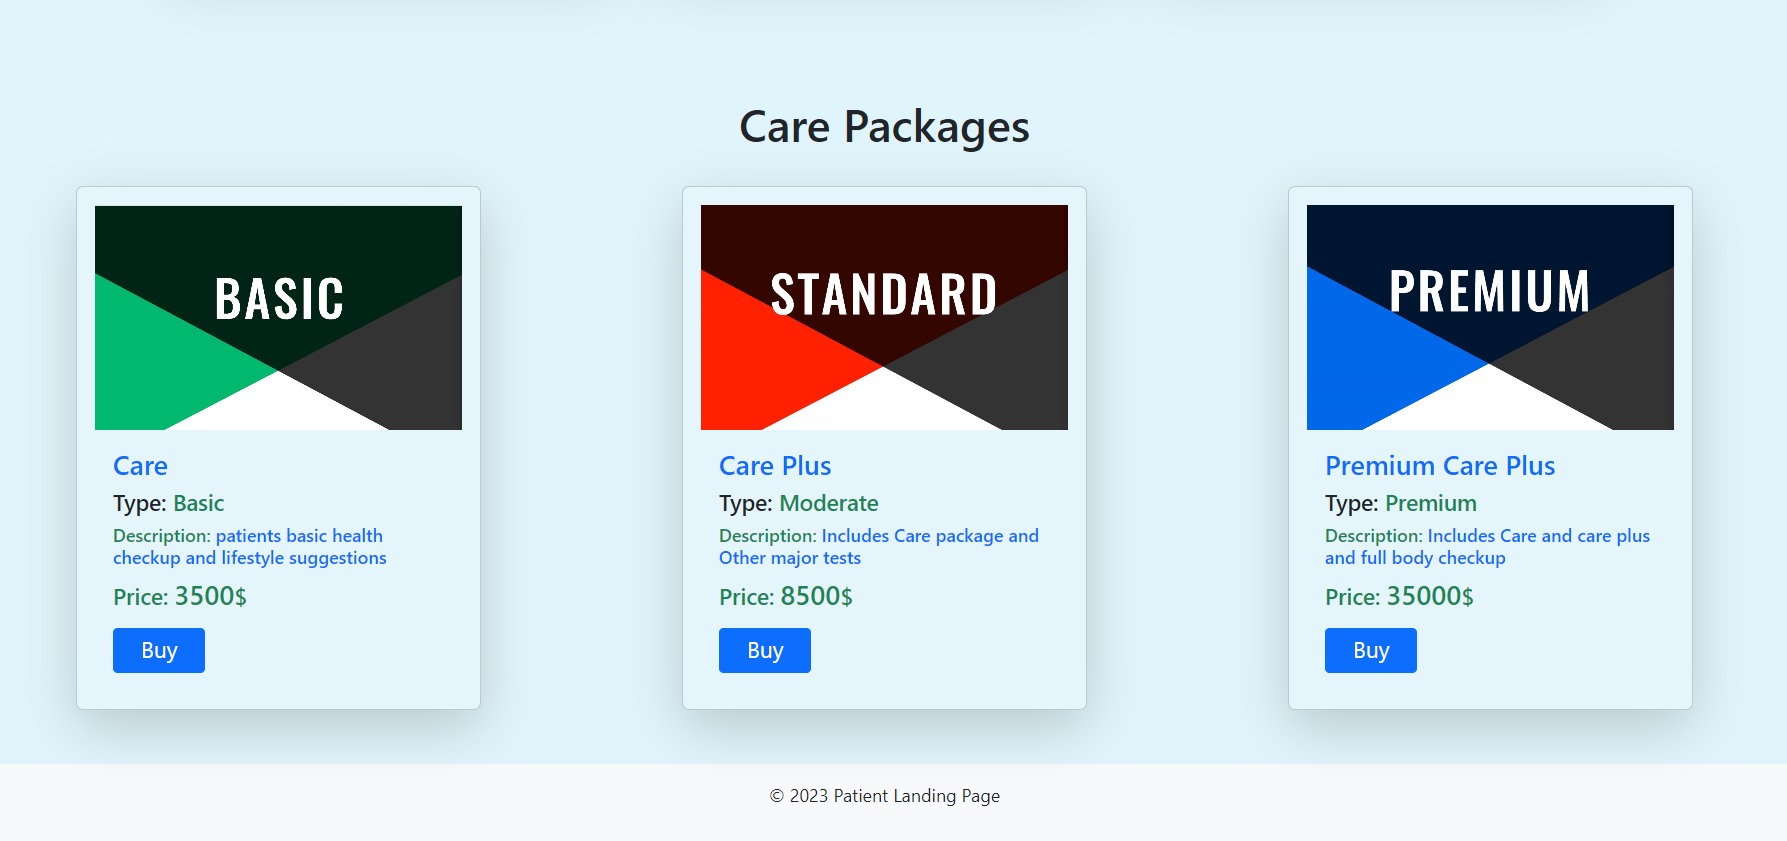 Care Packages
BASIC
Care
Type: Basic
Description: patients basic health
checkup and lifestyle suggestions
Price: 3500$
Buy
STANDARD
Care Plus
Type: Moderate
Description: Includes Care package and
Other major tests
Price: 8500$
Buy
PREMIUM
Premium Care Plus
Type: Premium
Description: Includes Care and care plus
and full body checkup
Price: 35000$
Buy
© 2023 Patient Landing Page